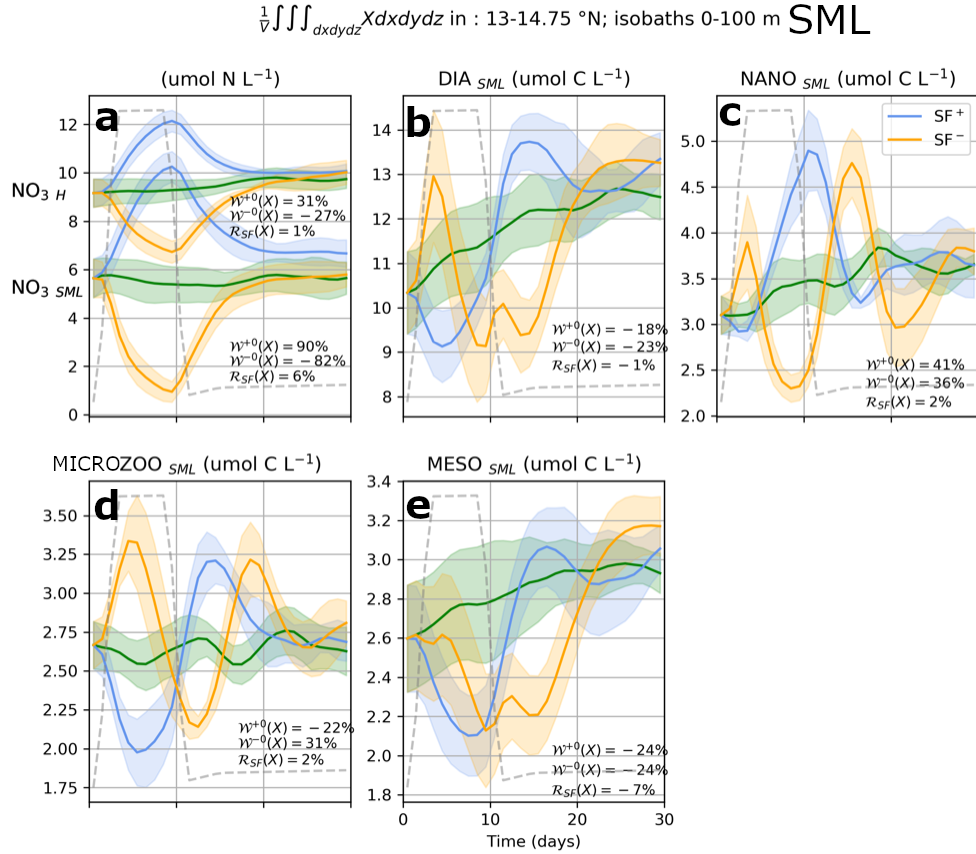 1/V ∫∫∫ dxdydz Xdxdydz in : 13-14.75 °N; isobaths 0-100 m SML
(umol N L⁻¹)
DIA SML (umol C L⁻¹)
NANO SML (umol C L⁻¹)
a
12
10
8
6
4
2
0
NO₃ H
NO₃ SML
𝒲⁺⁰(X) = 31%
𝒲⁻⁰(X) = −27%
ℛSF(X) = 1%
𝒲⁺⁰(X) = 90%
𝒲⁻⁰(X) = −82%
ℛSF(X) = 6%
b
14
13
12
11
10
9
8
𝒲⁺⁰(X) = −18%
𝒲⁻⁰(X) = −23%
ℛSF(X) = −1%
c
SF⁺
SF⁻
5.0
4.5
4.0
3.5
3.0
2.5
2.0
𝒲⁺⁰(X) = 41%
𝒲⁻⁰(X) = 36%
ℛSF(X) = 2%
MICROZOO SML (umol C L⁻¹)
MESO SML (umol C L⁻¹)
d
3.50
3.25
3.00
2.75
2.50
2.25
2.00
1.75
𝒲⁺⁰(X) = −22%
𝒲⁻⁰(X) = 31%
ℛSF(X) = 2%
e
3.4
3.2
3.0
2.8
2.6
2.4
2.2
2.0
1.8
𝒲⁺⁰(X) = −24%
𝒲⁻⁰(X) = −24%
ℛSF(X) = −7%
0 10 20 30
Time (days)